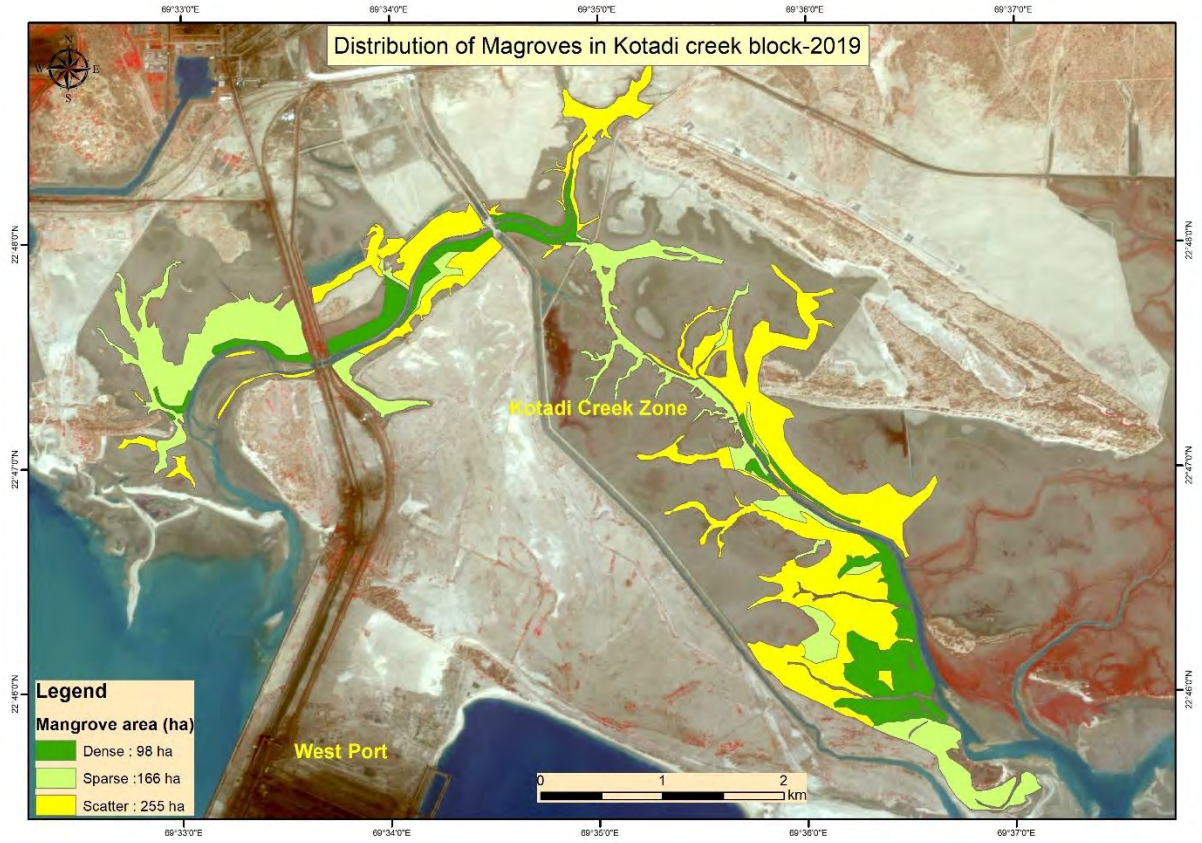 69°33'0"E 69°34'0"E 69°35'0"E 69°36'0"E 69°37'0"E
Distribution of Magroves in Kotadi creek block-2019
N
W E
S
22°48'0"N 22°48'0"N
Kotadi Creek Zone
22°47'0"N 22°47'0"N
22°46'0"N 22°46'0"N
Legend
Mangrove area (ha)
Dense : 98 ha
Sparse :166 ha
Scatter : 255 ha
West Port
0 1 2
km
69°33'0"E 69°34'0"E 69°35'0"E 69°36'0"E 69°37'0"E